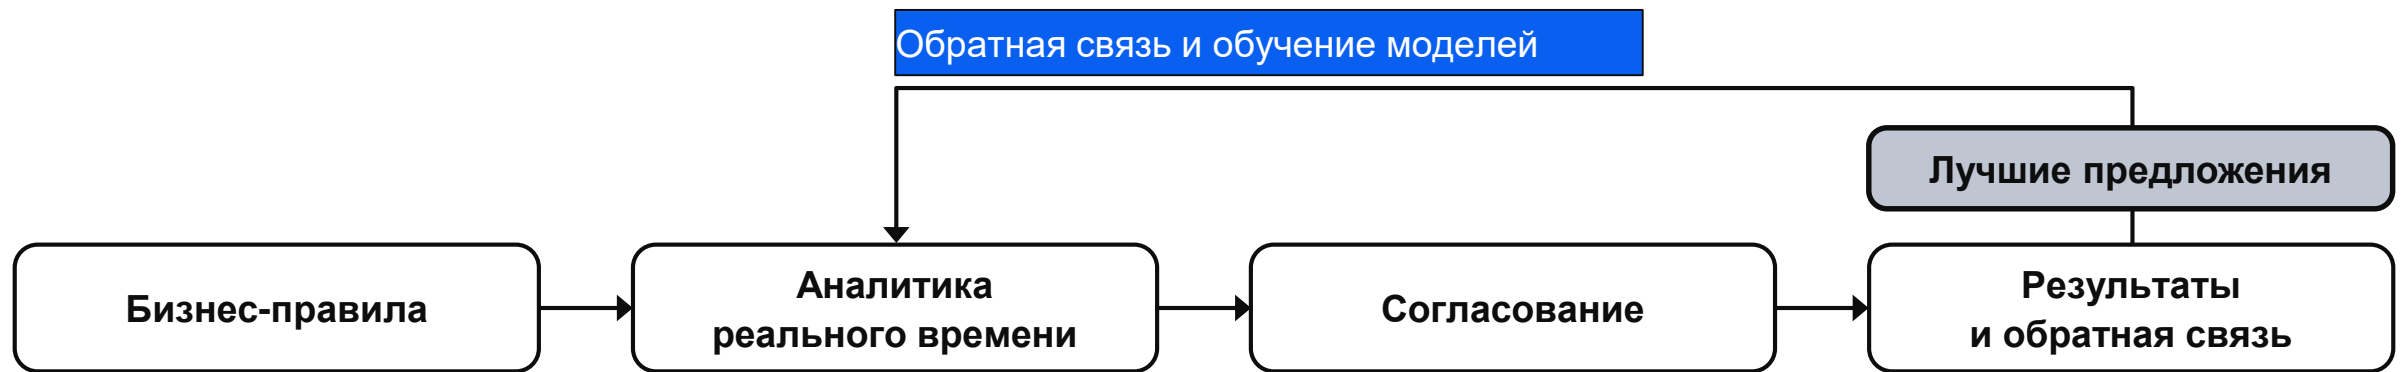 Обратная связь и обучение моделей
Лучшие предложения
Бизнес-правила
Аналитика
реального времени
Согласование
Результаты
и обратная связь